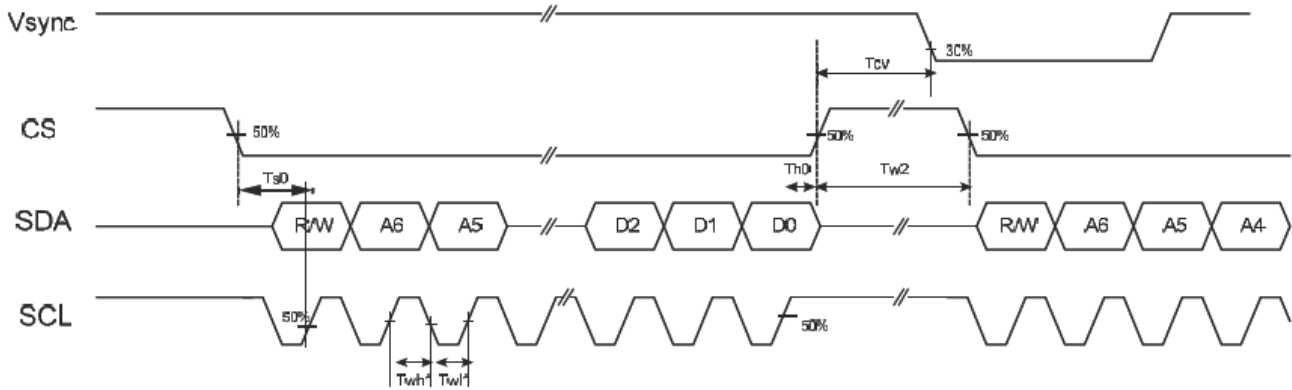 Vsync
30%
Tcv
CS
50%
50%
50%
Ts0
Th0
Tw2
SDA
R/W A6 A5 D2 D1 D0 R/W A6 A5 A4
SCL
50%
50%
Twh1 Twl1